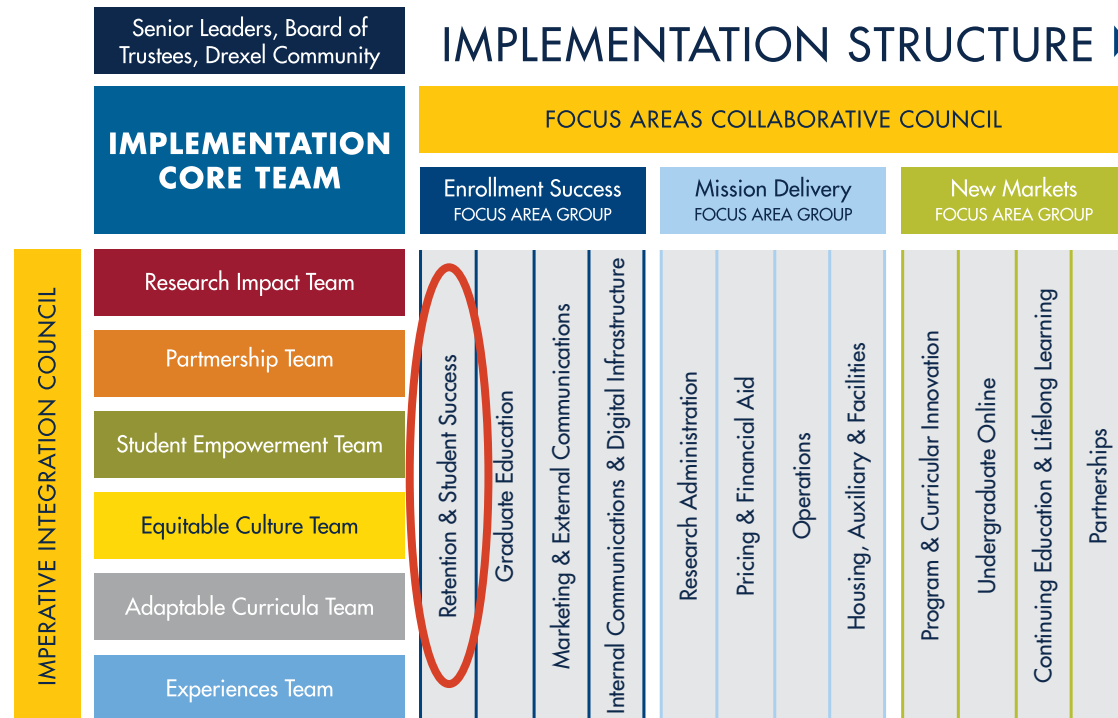 Senior Leaders, Board of
Trustees, Drexel Community
IMPLEMENTATION STRUCTURE
IMPLEMENTATION
CORE TEAM
FOCUS AREAS COLLABORATIVE COUNCIL
Enrollment Success
FOCUS AREA GROUP
Mission Delivery
FOCUS AREA GROUP
New Markets
FOCUS AREA GROUP
IMPERATIVE INTEGRATION COUNCIL
Research Impact Team
Partmership Team
Student Empowerment Team
Equitable Culture Team
Adaptable Curricula Team
Experiences Team
Retention & Student Success
Graduate Education
Marketing & External Communications
Internal Communications & Digital Infrastructure
Research Administration
Pricing & Financial Aid
Operations
Housing, Auxiliary & Facilities
Program & Curricular Innovation
Undergraduate Online
Continuing Education & Lifelong Learning
Partnerships